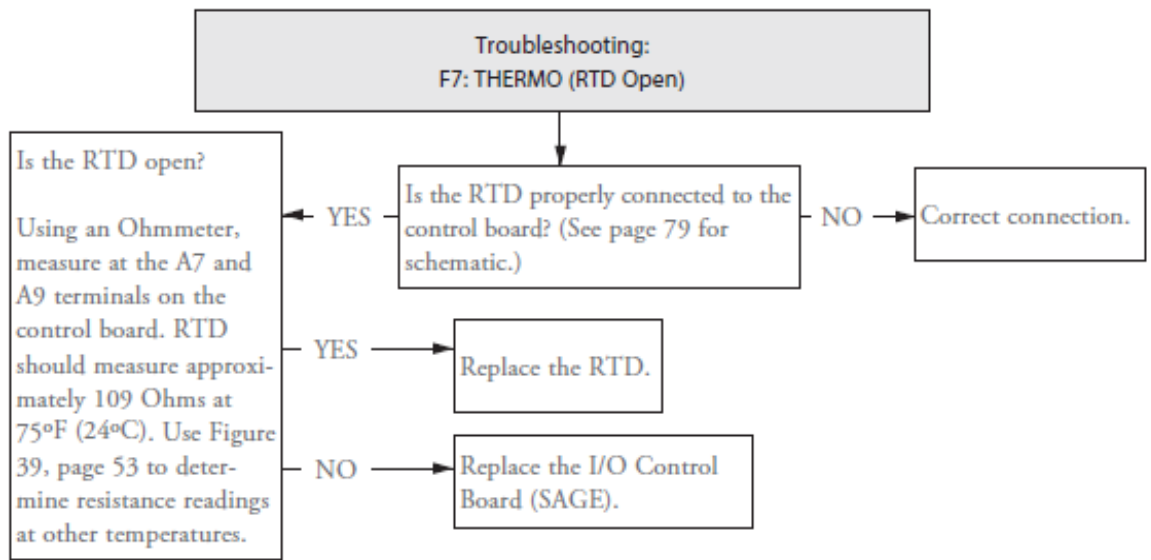 Troubleshooting:
F7: THERMO (RTD Open)
Is the RTD properly connected to the
control board? (See page 79 for
schematic.)
NO
Correct connection.
YES
Is the RTD open?
Using an Ohmmeter,
measure at the A7 and
A9 terminals on the
control board. RTD
should measure approxi-
mately 109 Ohms at
75ºF (24ºC). Use Figure
39, page 53 to deter-
mine resistance readings
at other temperatures.
YES
Replace the RTD.
NO
Replace the I/O Control
Board (SAGE).